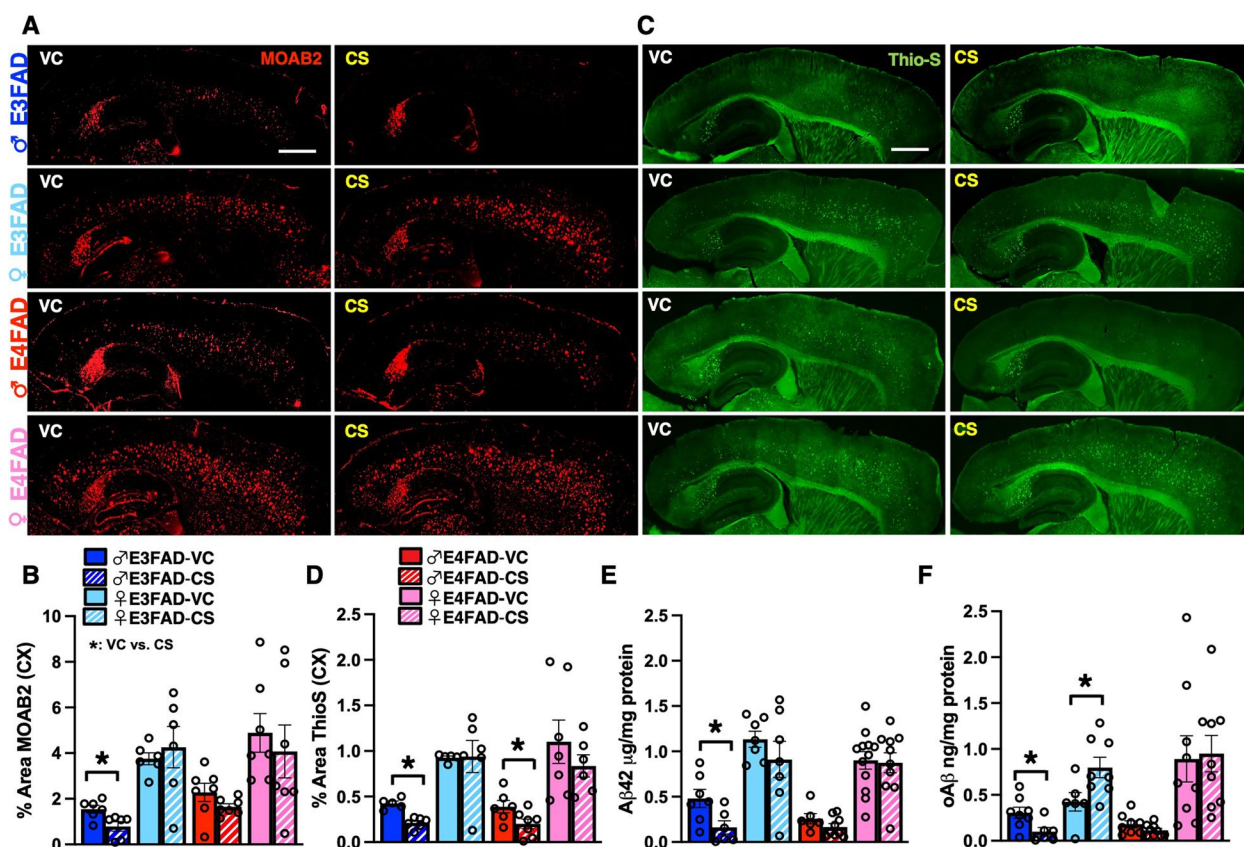 A
C
VC
MOAB2
CS
VC
Thio-S
CS
♂ E3FAD
VC
CS
VC
CS
♀ E3FAD
VC
CS
VC
CS
♂ E4FAD
VC
CS
VC
CS
♀ E4FAD
B
♂E3FAD-VC
♂E3FAD-CS
♀E3FAD-VC
♀E3FAD-CS
*: VC vs. CS
% Area MOAB2 (CX)
10
8
6
4
2
0
*
D
♂E4FAD-VC
♂E4FAD-CS
♀E4FAD-VC
♀E4FAD-CS
% Area ThioS (CX)
2.5
2.0
1.5
1.0
0.5
0.0
*
*
E
Aβ42 μg/mg protein
2.5
2.0
1.5
1.0
0.5
0.0
*
F
oAβ ng/mg protein
2.5
2.0
1.5
1.0
0.5
0.0
*
*